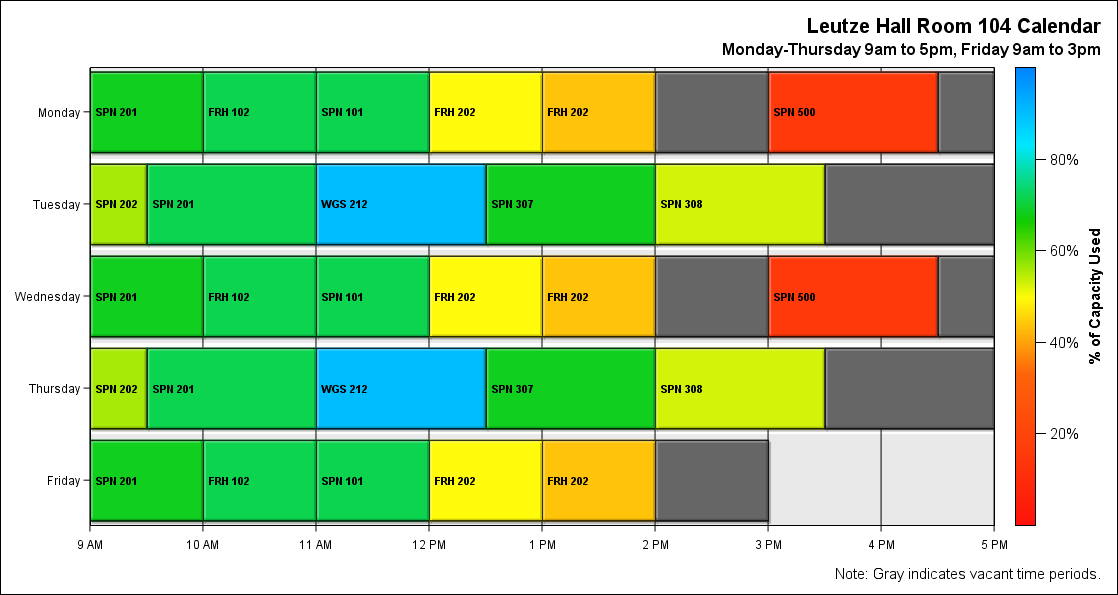 Leutze Hall Room 104 Calendar
Monday-Thursday 9am to 5pm, Friday 9am to 3pm
Monday
SPN 201
FRH 102
SPN 101
FRH 202
FRH 202
SPN 500
Tuesday
SPN 202
SPN 201
WGS 212
SPN 307
SPN 308
Wednesday
SPN 201
FRH 102
SPN 101
FRH 202
FRH 202
SPN 500
Thursday
SPN 202
SPN 201
WGS 212
SPN 307
SPN 308
Friday
SPN 201
FRH 102
SPN 101
FRH 202
FRH 202
9 AM
10 AM
11 AM
12 PM
1 PM
2 PM
3 PM
4 PM
5 PM
80%
60%
40%
20%
% of Capacity Used
Note: Gray indicates vacant time periods.